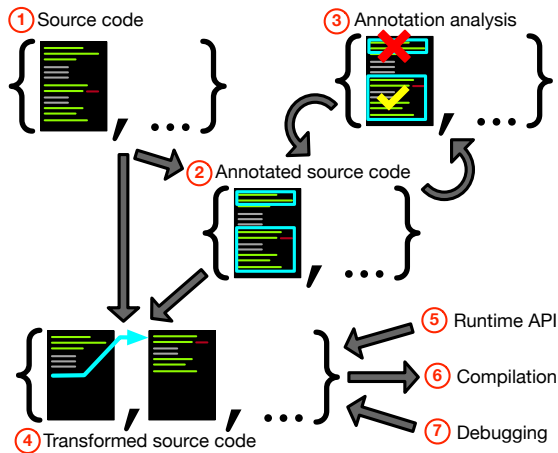 1 Source code
3 Annotation analysis
{ , ... }
{ , ... }
2 Annotated source code
{ , ... }
5 Runtime API
{ , , ... }
6 Compilation
4 Transformed source code
7 Debugging